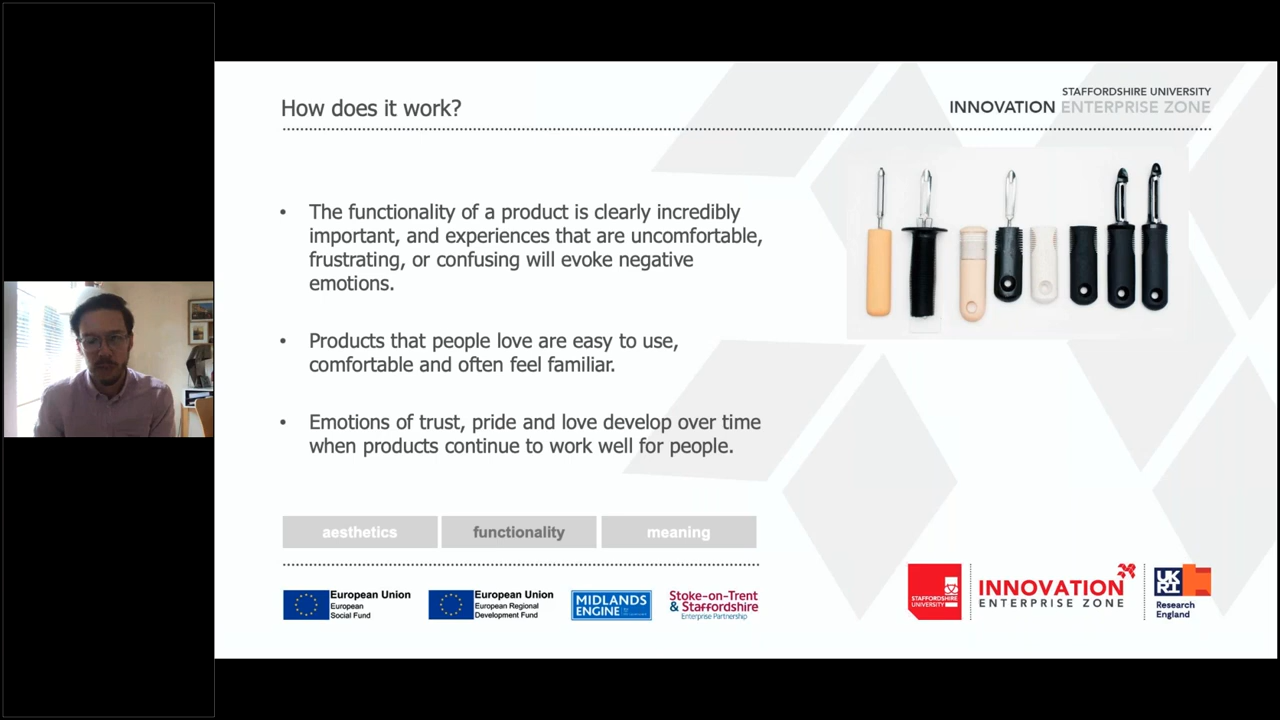 How does it work?
STAFFORDSHIRE UNIVERSITY
INNOVATION ENTERPRISE ZONE
• The functionality of a product is clearly incredibly
important, and experiences that are uncomfortable,
frustrating, or confusing will evoke negative
emotions.
• Products that people love are easy to use,
comfortable and often feel familiar.
• Emotions of trust, pride and love develop over time
when products continue to work well for people.
aesthetics
functionality
meaning
European Union
European
Social Fund
European Union
European Regional
Development Fund
MIDLANDS
ENGINE
Stoke-on-Trent
& Staffordshire
Enterprise Partnership
STAFFORDSHIRE
UNIVERSITY
INNOVATION
ENTERPRISE ZONE
UK
RI
Research
England